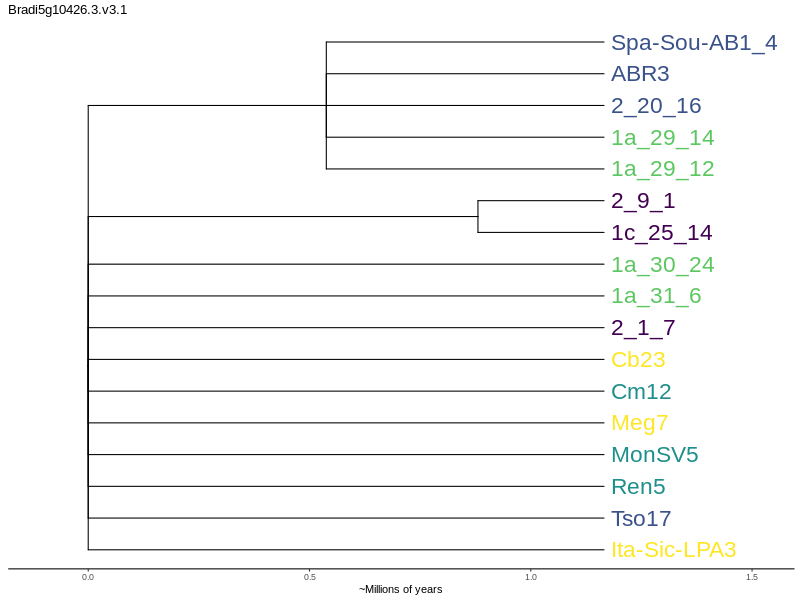 Bradi5g10426.3.v3.1
Spa-Sou-AB1_4
ABR3
2_20_16
1a_29_14
1a_29_12
2_9_1
1c_25_14
1a_30_24
1a_31_6
2_1_7
Cb23
Cm12
Meg7
MonSV5
Ren5
Tso17
Ita-Sic-LPA3
0.0 0.5 1.0 1.5
~Millions of years